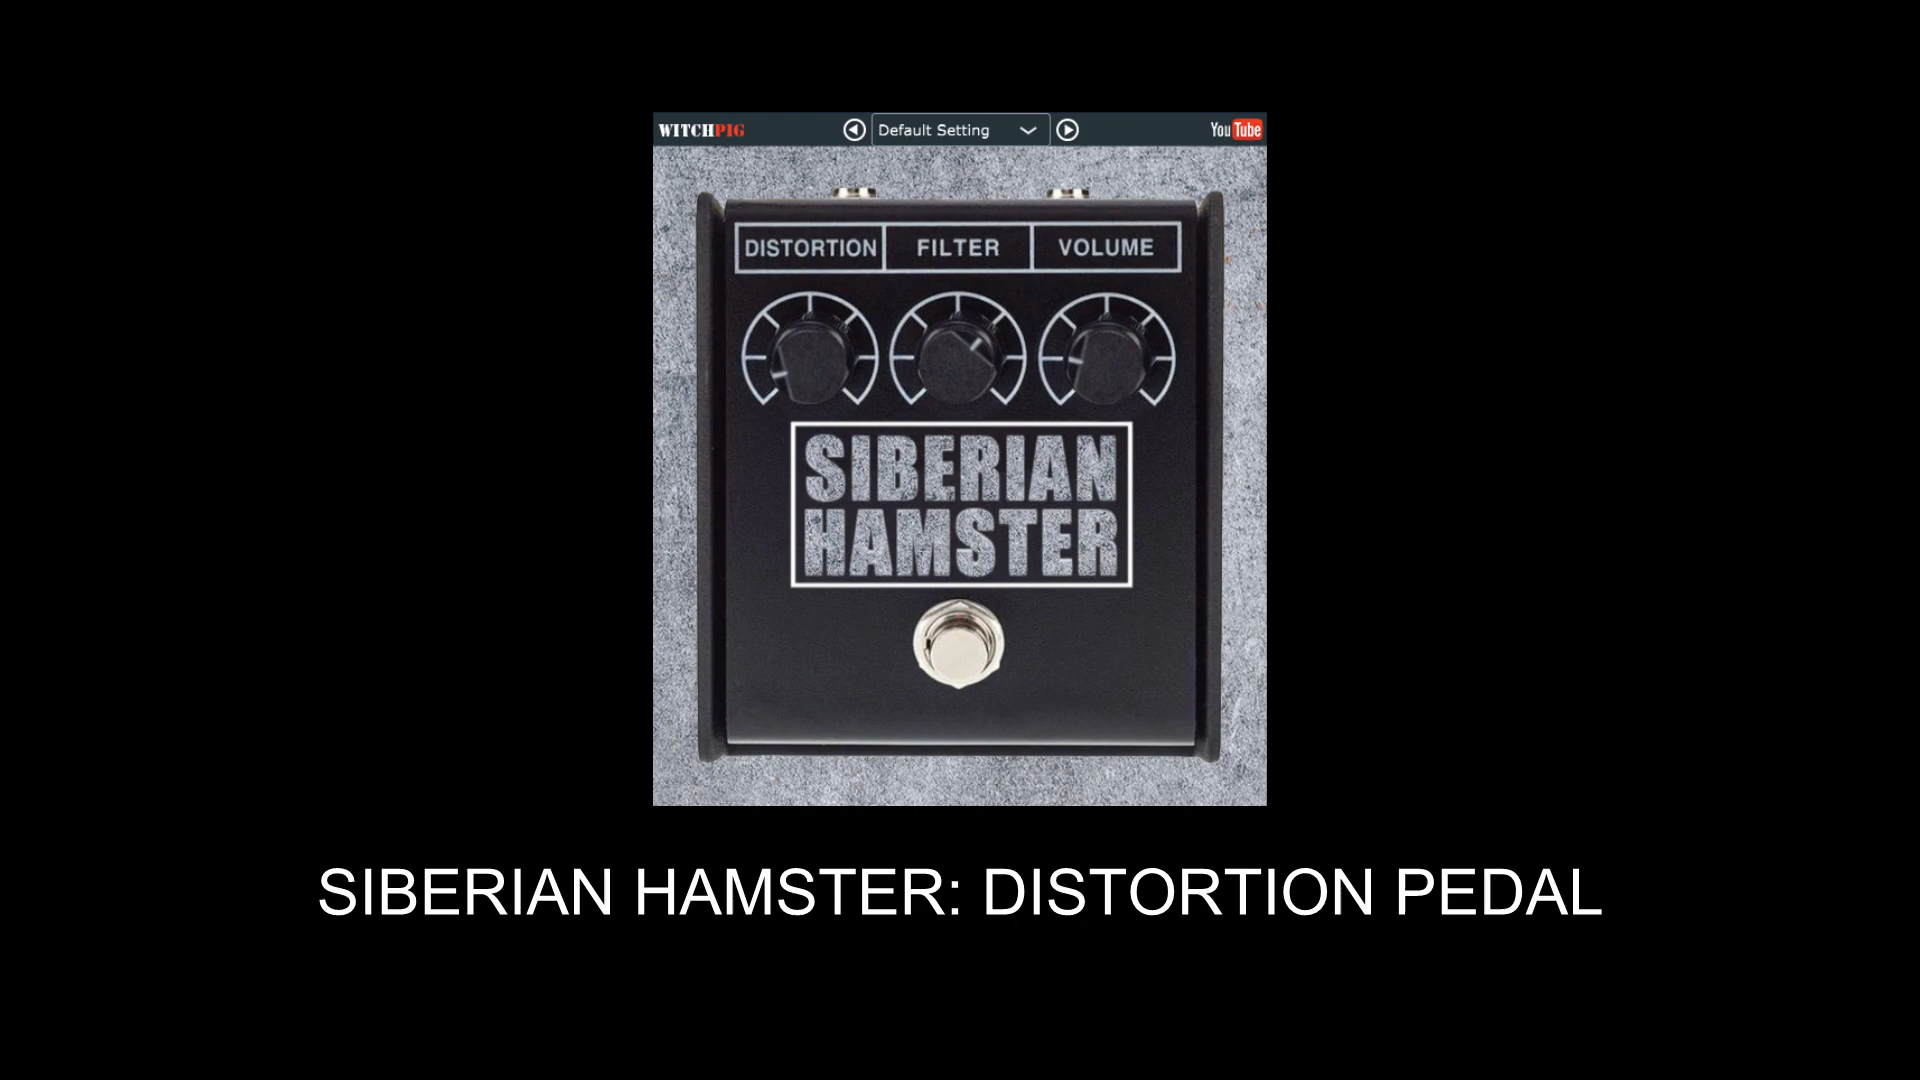 WITCHPIG
Default Setting
YouTube
DISTORTION
FILTER
VOLUME
SIBERIAN
HAMSTER
SIBERIAN HAMSTER: DISTORTION PEDAL